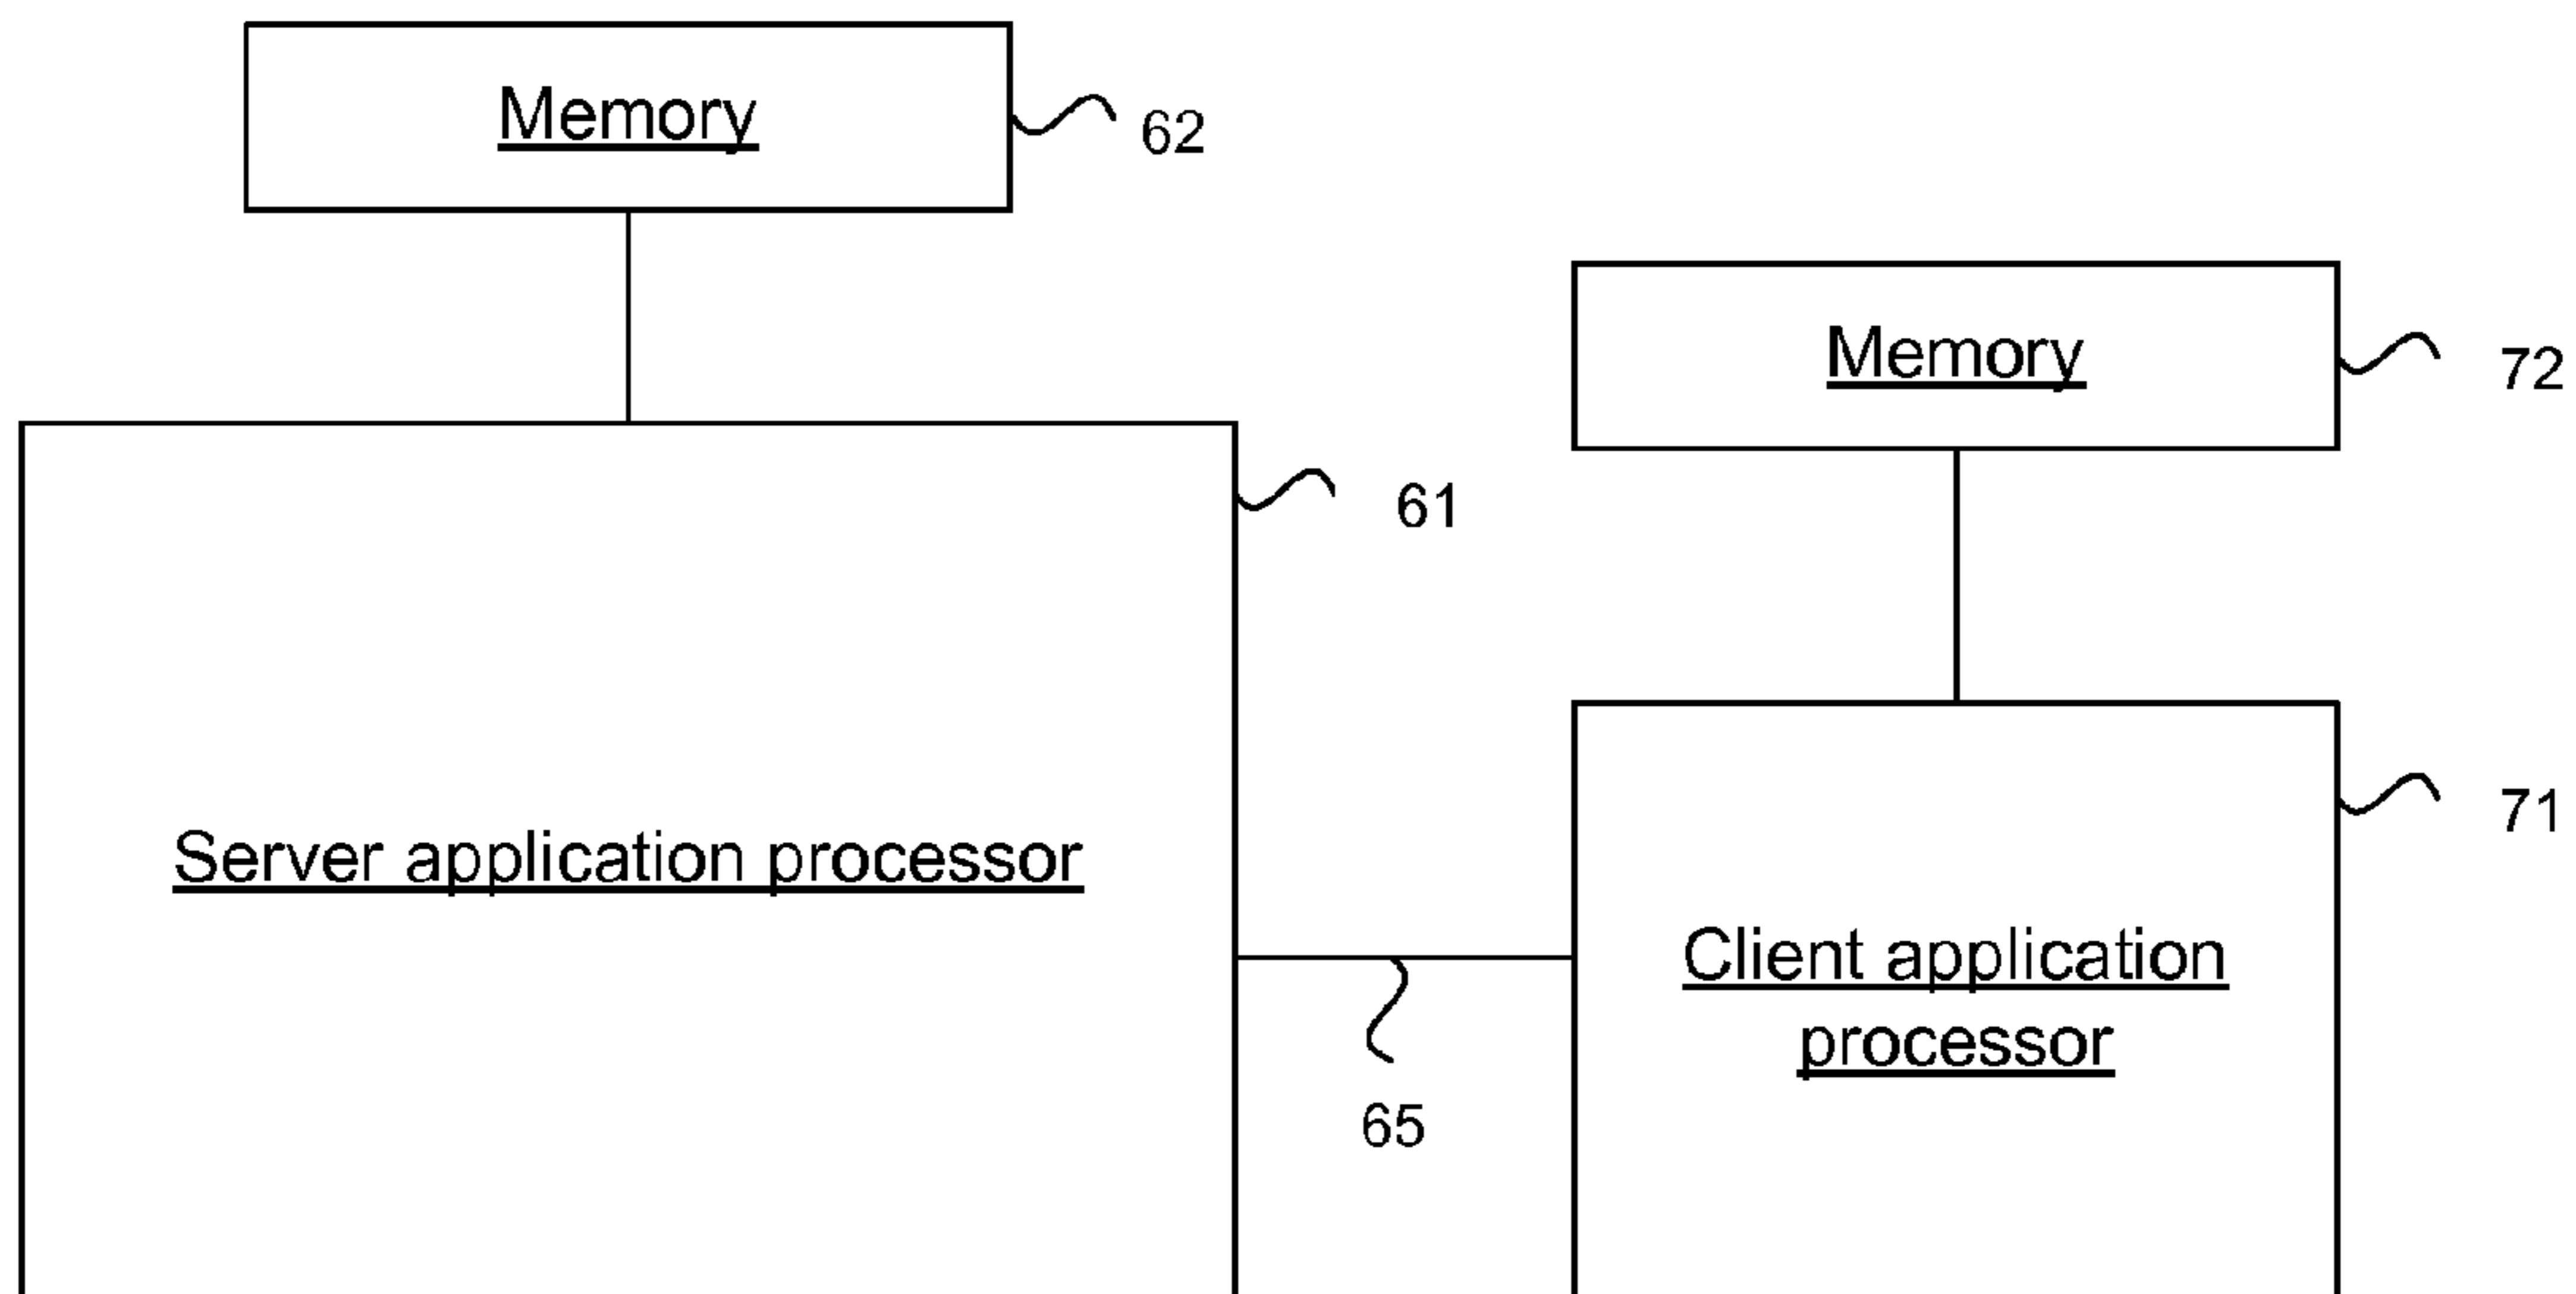 Memory
62
Memory
72
61
71
Server application processor
Client application
processor
65